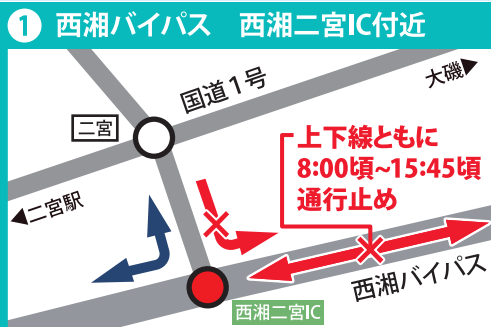 1 西湘バイパス 西湘二宮IC付近
国道1号
大磯▶
二宮
◀二宮駅
上下線ともに
8:00頃~15:45頃
通行止め
西湘バイパス
西湘二宮IC